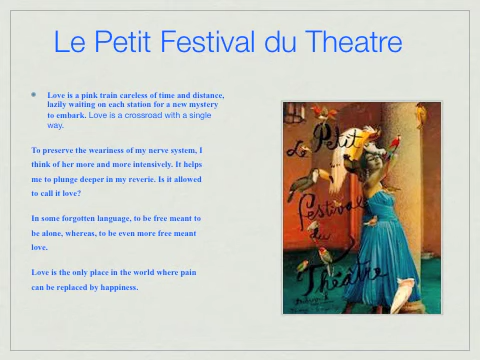 Le Petit Festival du Theatre
Love is a pink train careless of time and distance,
lazily waiting on each station for a new mystery
to embark. Love is a crossroad with a single
way.
To preserve the weariness of my nerve system, I
think of her more and more intensively. It helps
me to plunge deeper in my reverie. Is it allowed
to call it love?
In some forgotten language, to be free meant to
be alone, whereas, to be even more free meant
love.
Love is the only place in the world where pain
can be replaced by happiness.
Le Petit
Festival
du
Théâtre